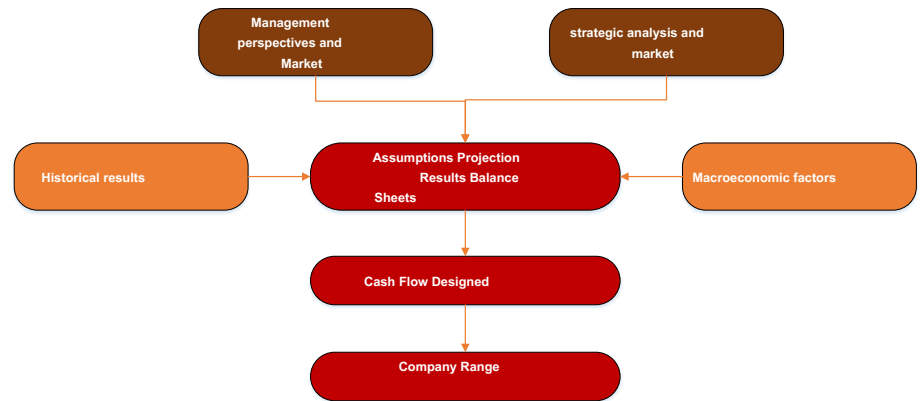 Management
perspectives and
Market
strategic analysis and
market
Historical results
Assumptions Projection
Results Balance
Sheets
Macroeconomic factors
Cash Flow Designed
Company Range